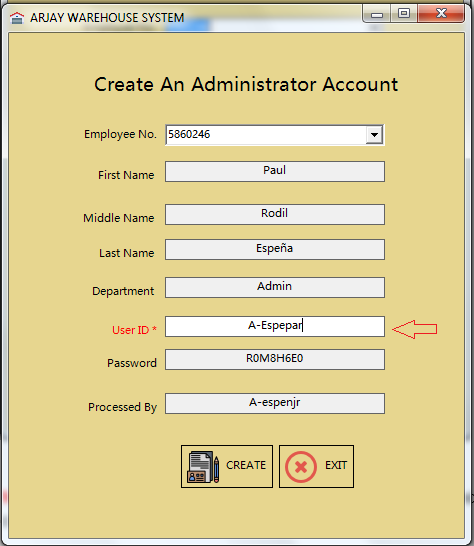 ARJAY WAREHOUSE SYSTEM
Create An Administrator Account
Employee No. 5860246
First Name Paul
Middle Name Rodil
Last Name Espeña
Department Admin
User ID * A-Espepar
Password R0M8H6E0
Processed By A-espenjr
CREATE EXIT